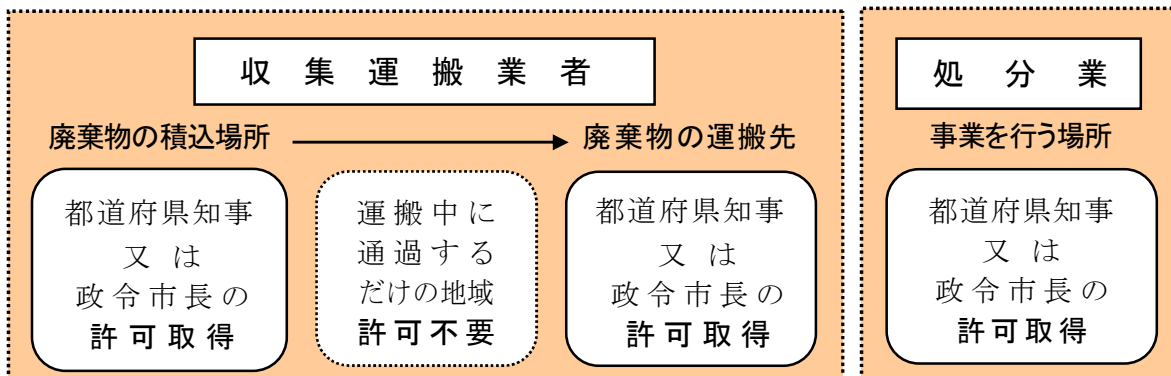 収集運搬業者
廃棄物の積込場所
廃棄物の運搬先
都道府県知事
又は
政令市長の
許可取得
運搬中に
通過する
だけの地域
許可不要
都道府県知事
又は
政令市長の
許可取得
処分業
事業を行う場所
都道府県知事
又は
政令市長の
許可取得